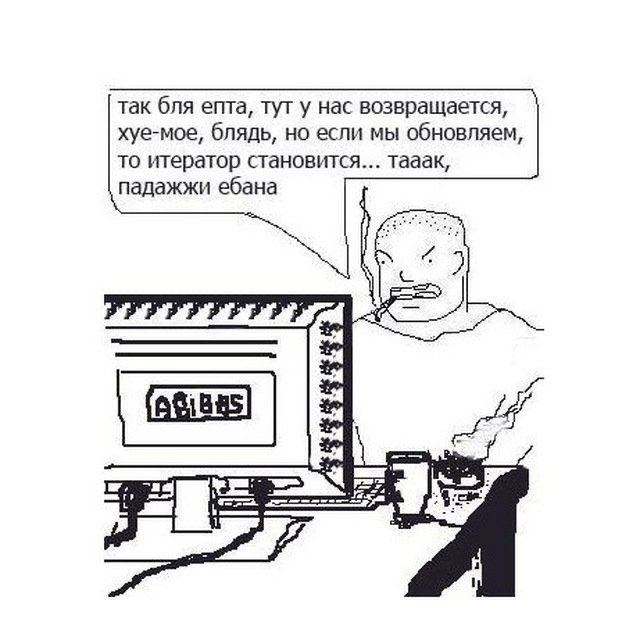 так бля епта, тут у нас возвращается,
хуе-мое, блядь, но если мы обновляем,
то итератор становится... тааак,
падажжи ебана
ABIBAS